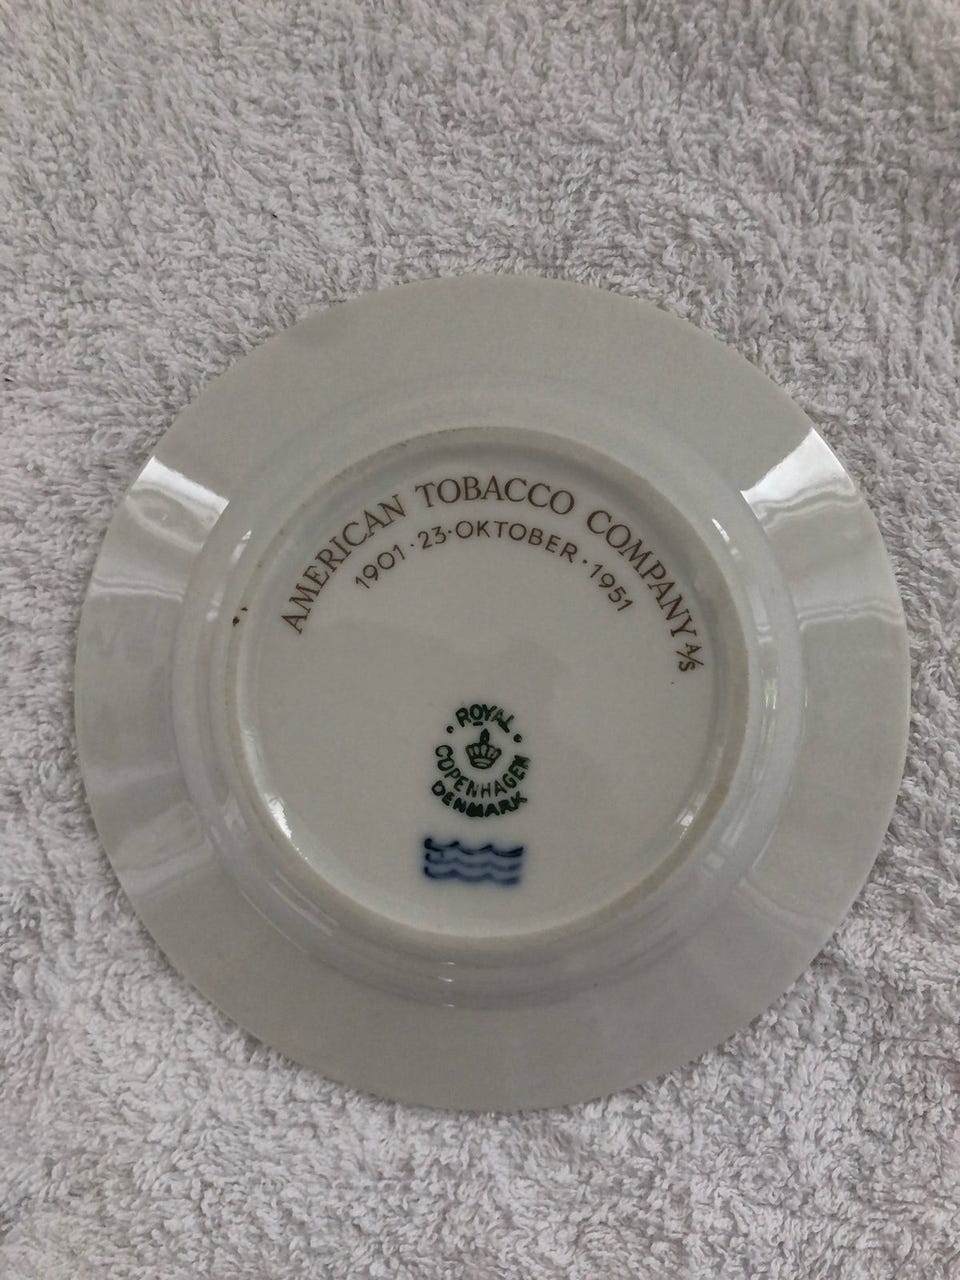 AMERICAN TOBACCO COMPANY A/S
1901 · 23 · OKTOBER · 1951
· ROYAL ·
COPENHAGEN
DENMARK